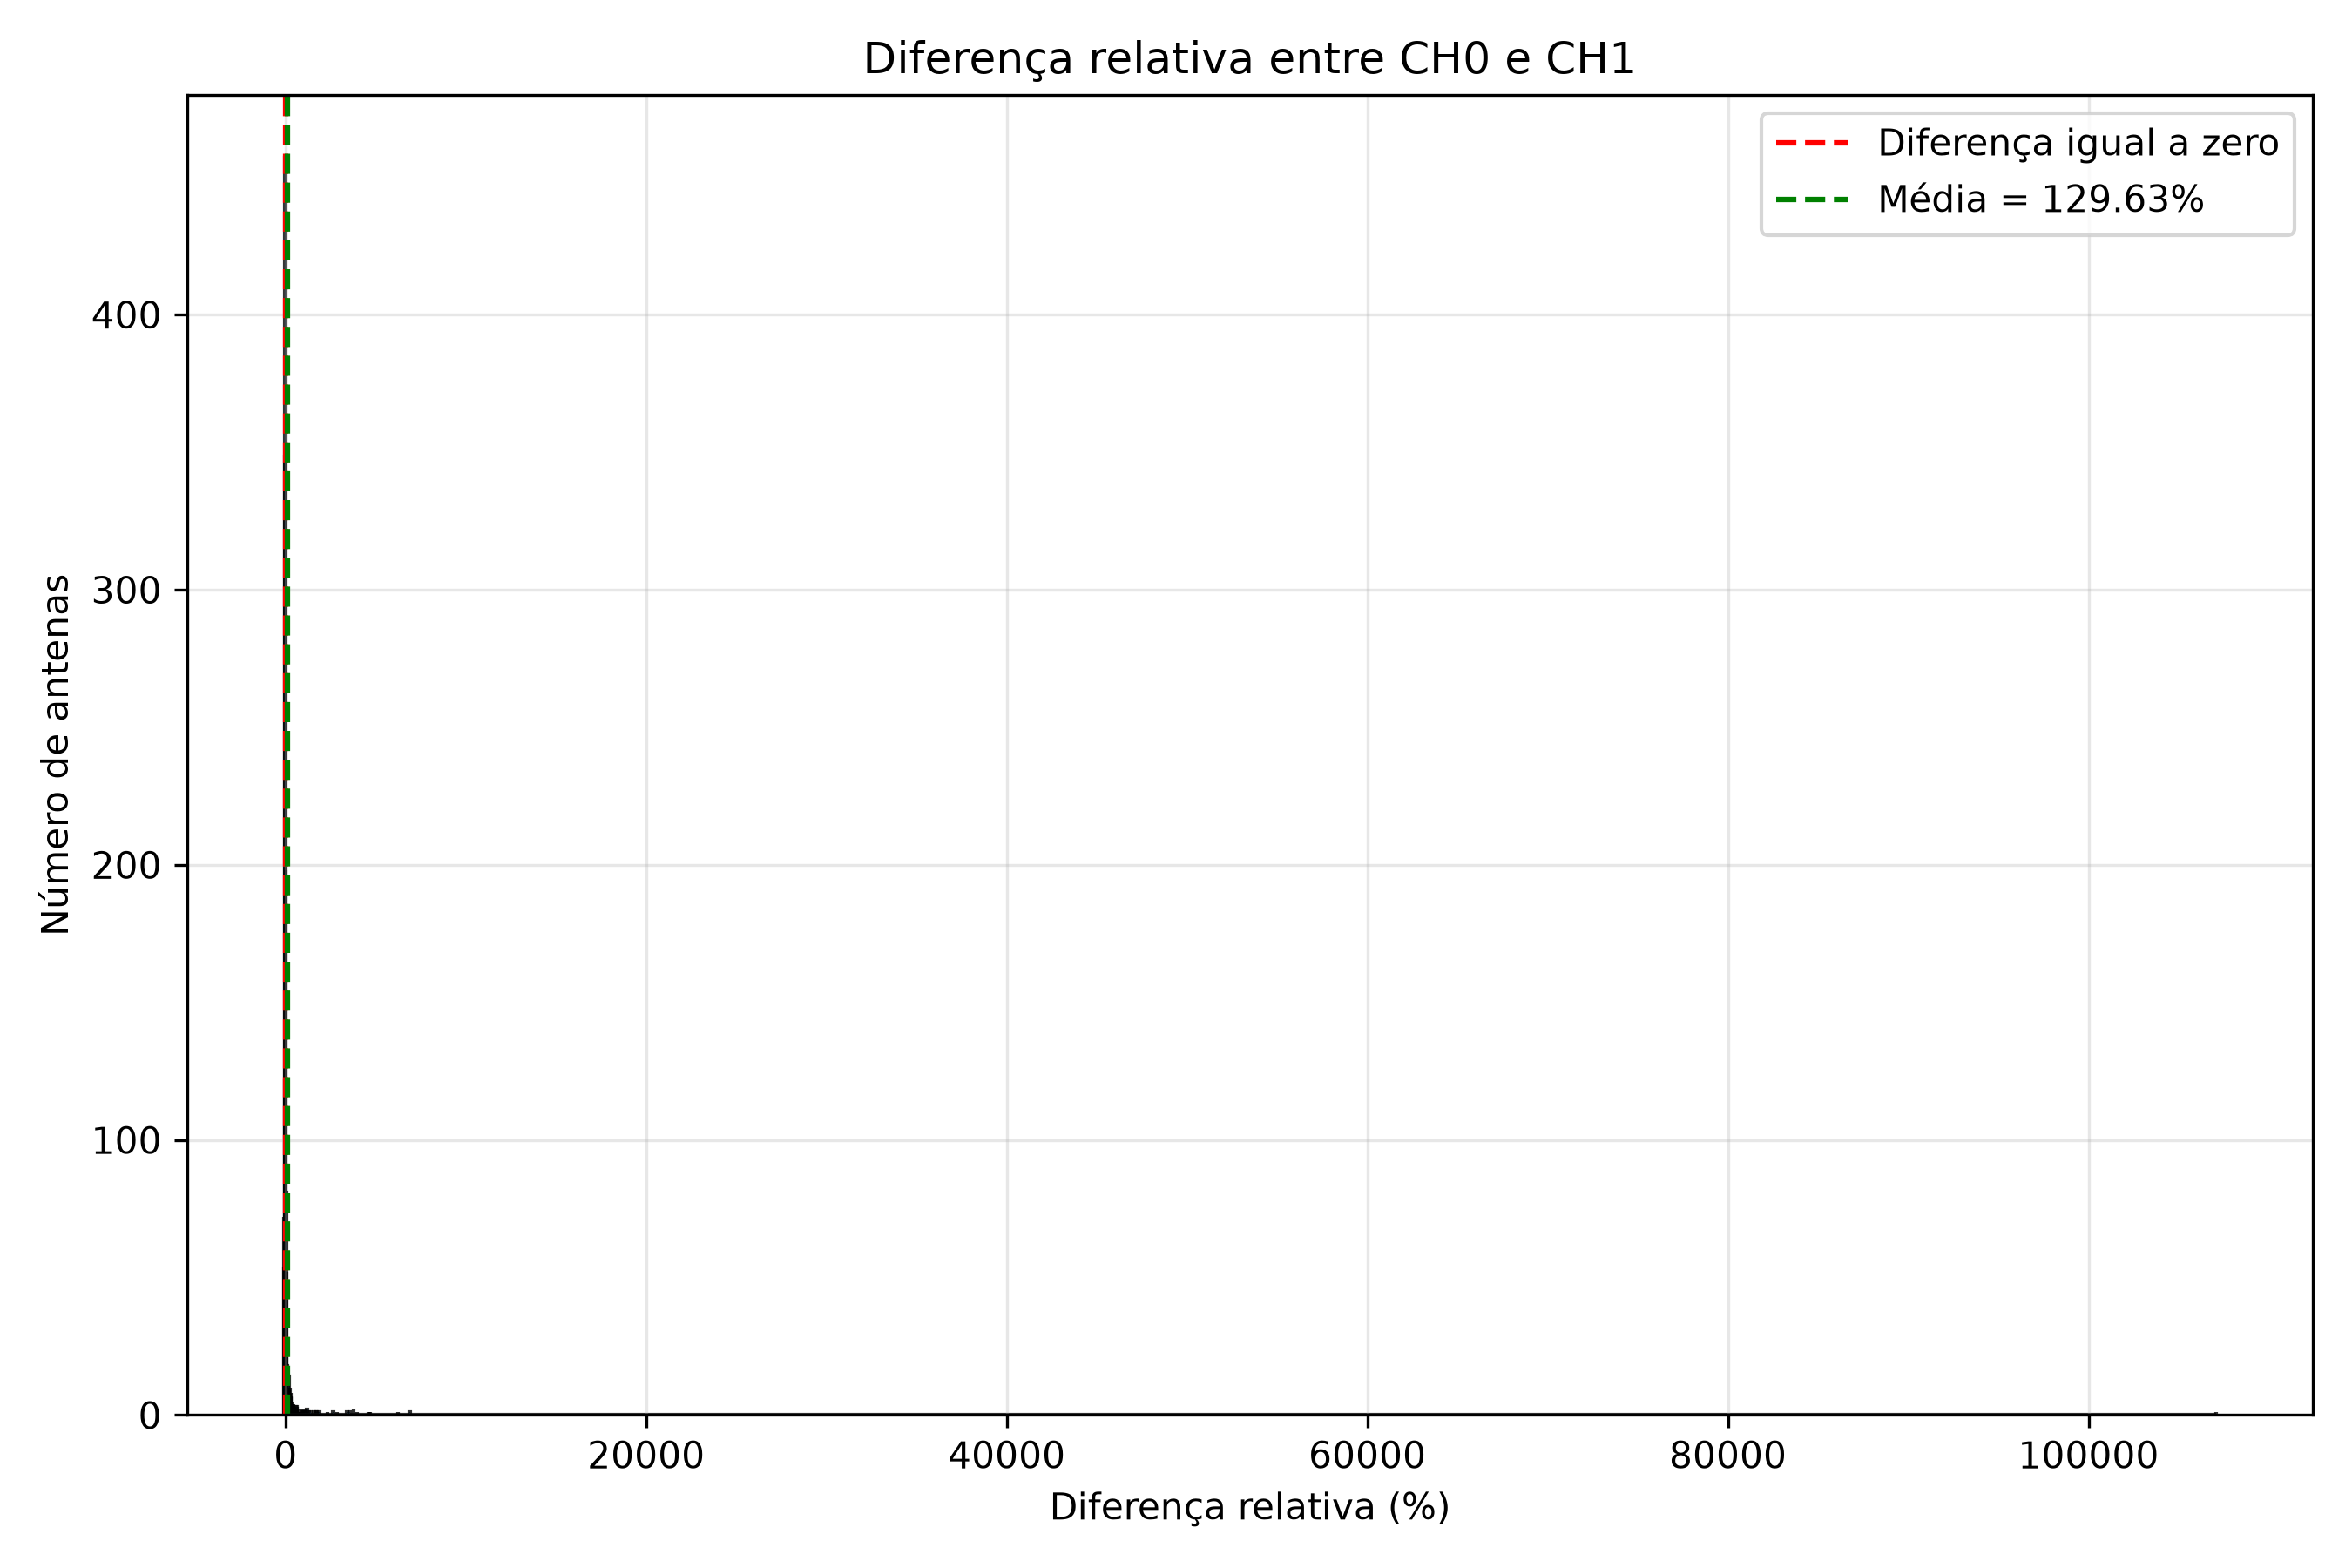 Diferença relativa entre CH0 e CH1
Diferença igual a zero
Média = 129.63%
Número de antenas
400
300
200
100
0
0 20000 40000 60000 80000 100000
Diferença relativa (%)